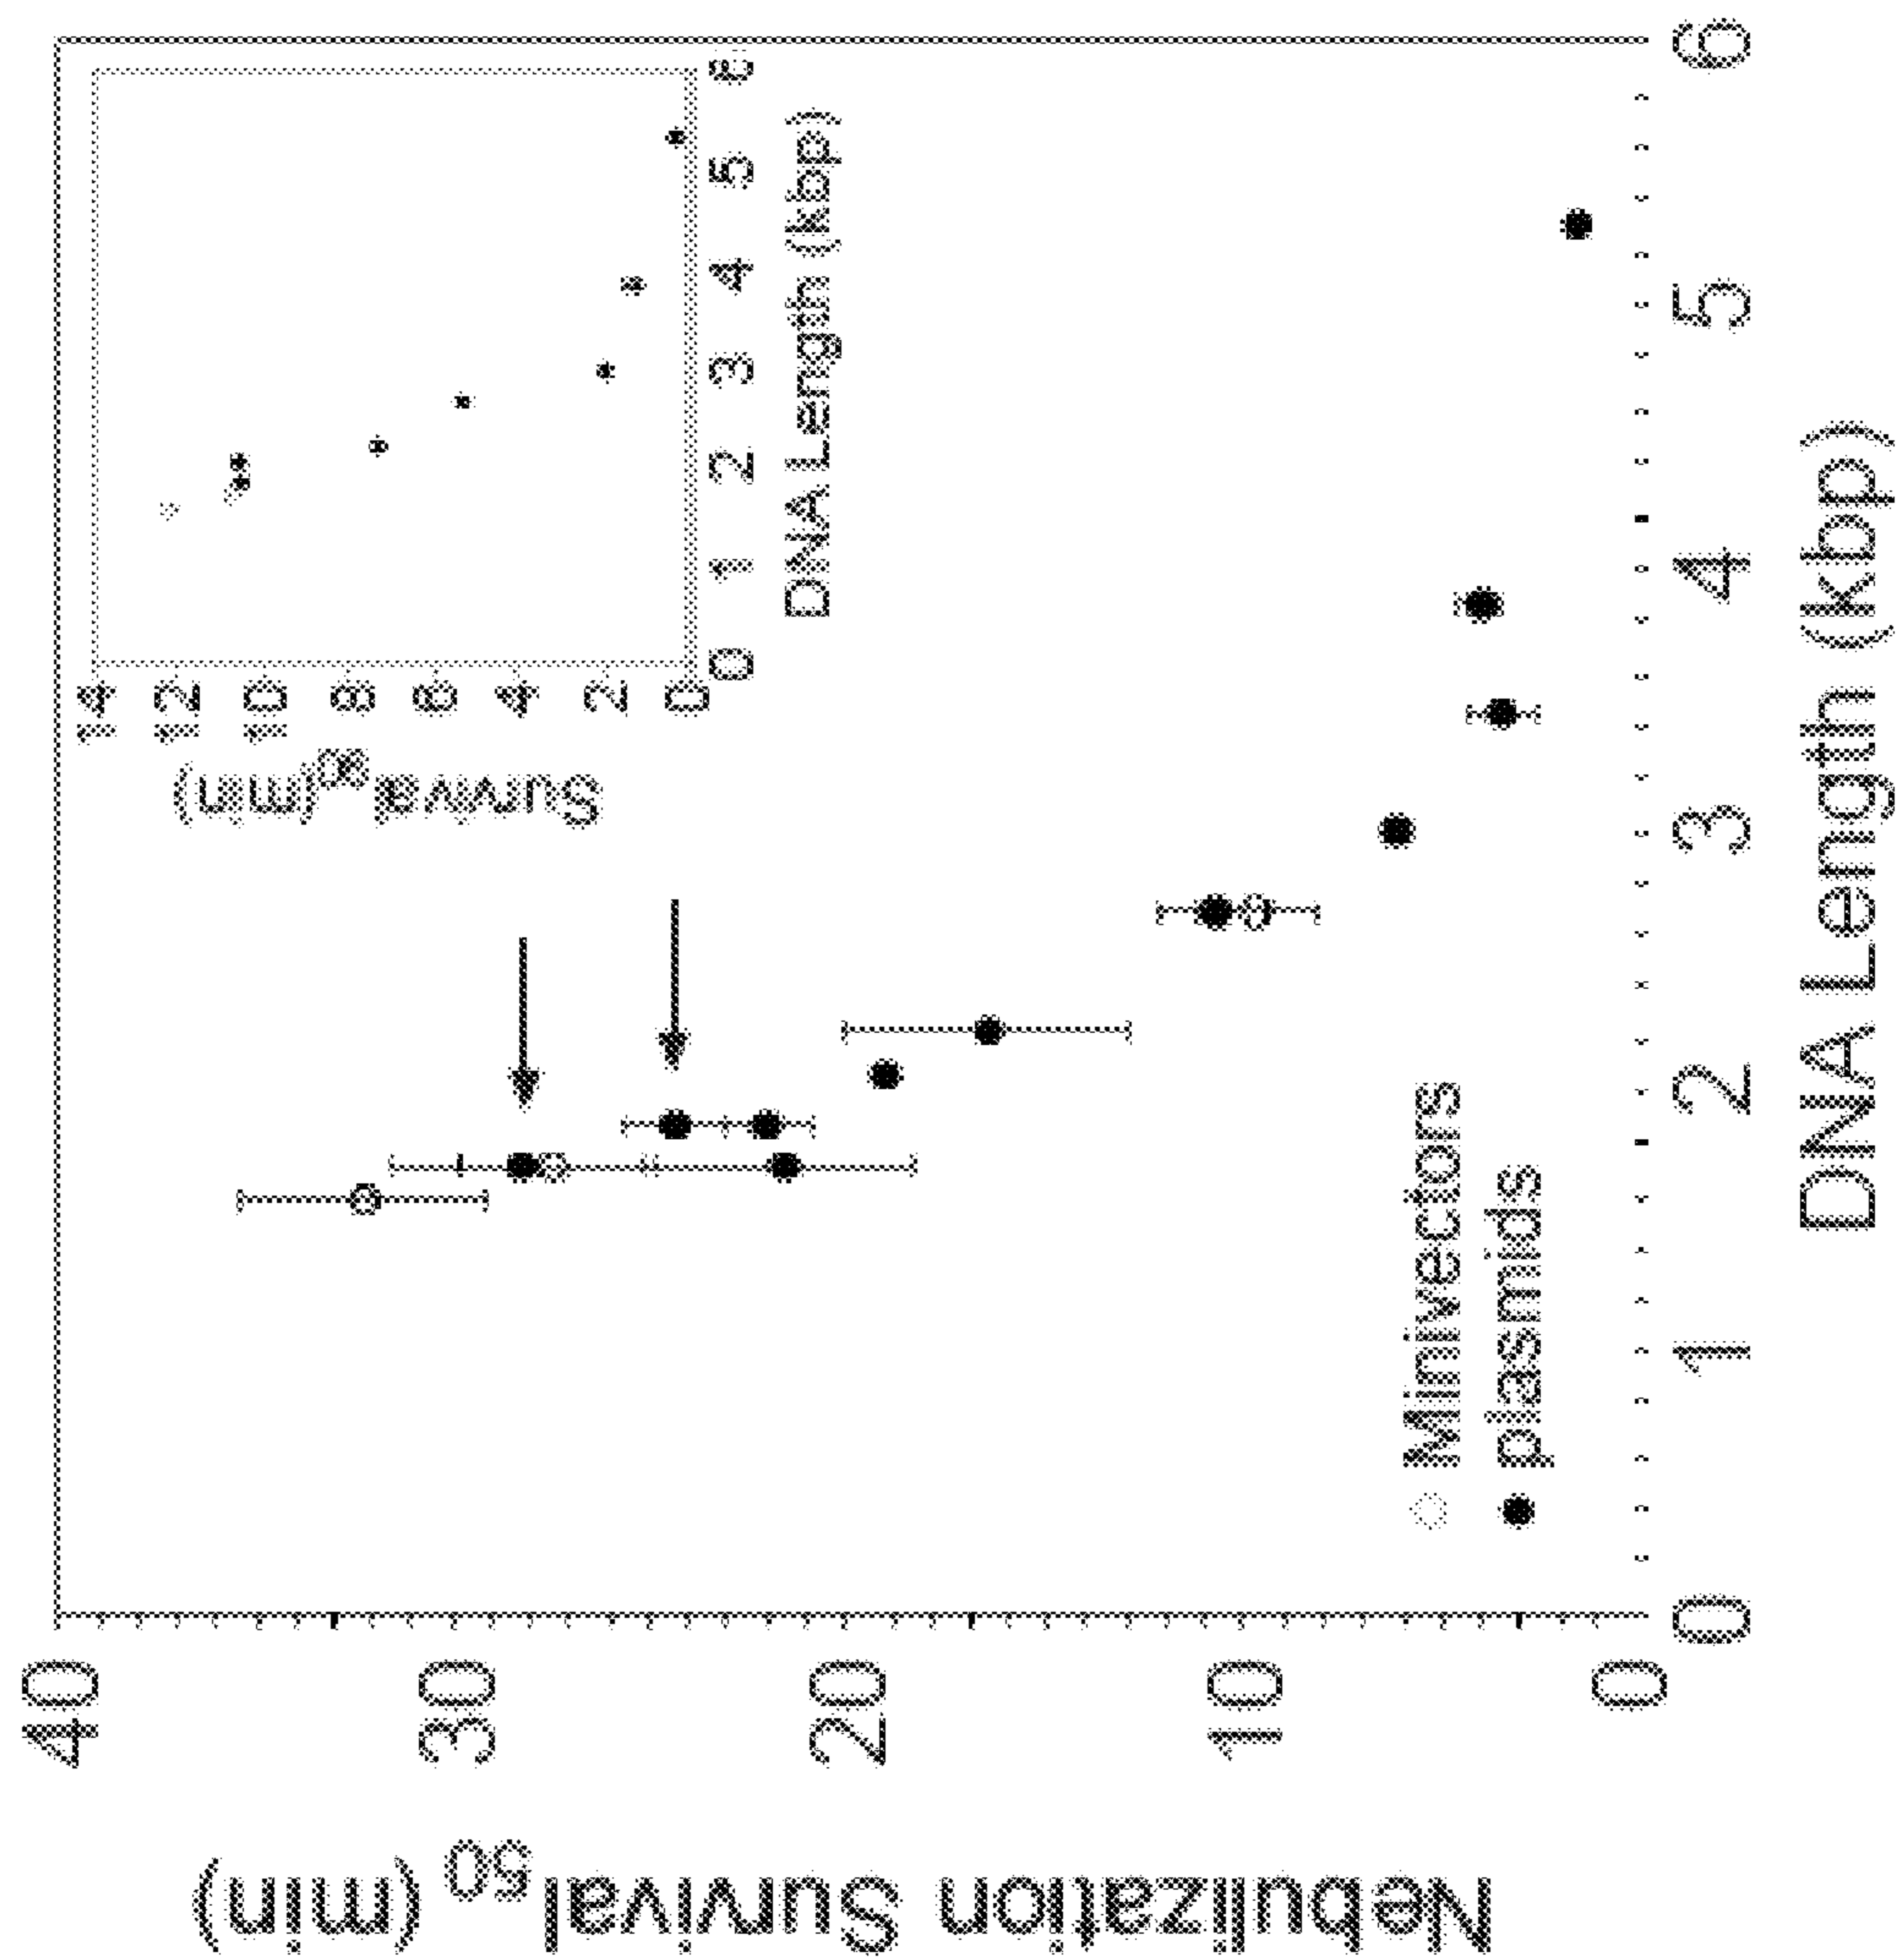 Nebulization Survival50 (min)
40
30
20
10
0
0 1 2 3 4 5 6
DNA Length (kbp)
Minivectors
plasmids
Survival80 (min)
14
12
10
8
6
4
2
0
0 1 2 3 4 5 6
DNA Length (kbp)